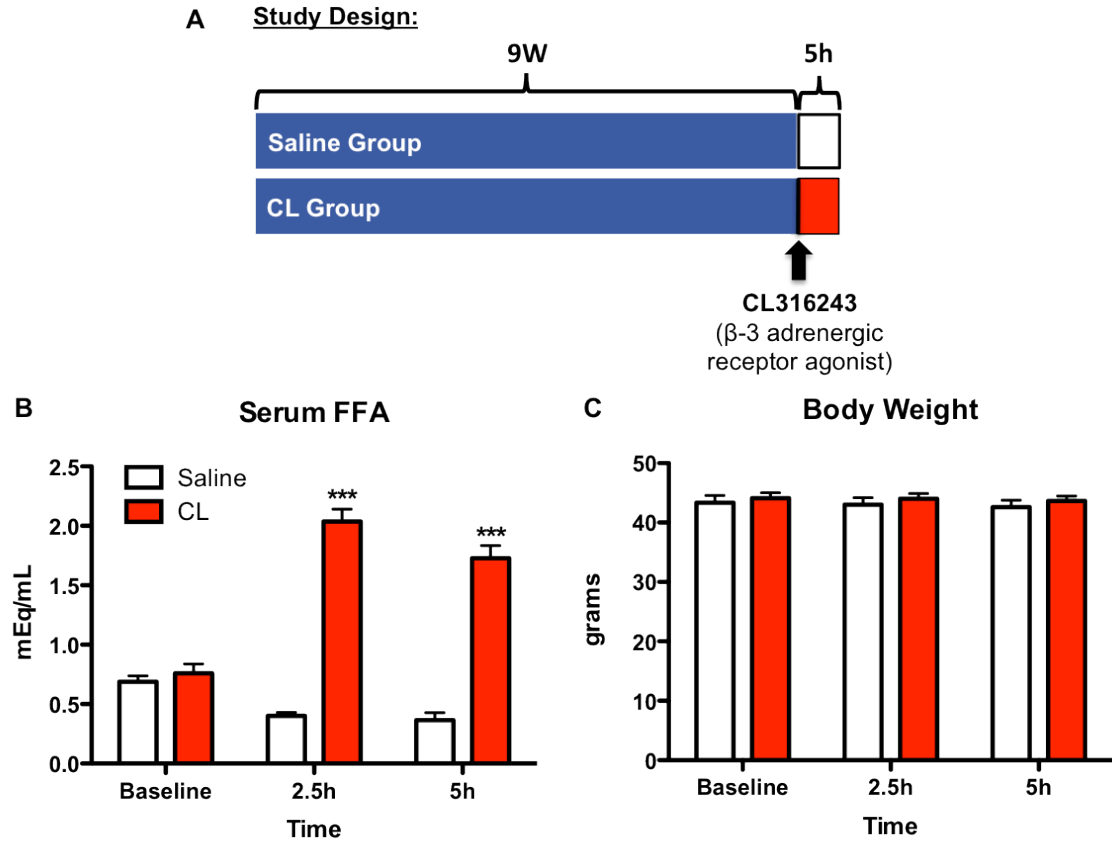 A
Study Design:
9W
5h
Saline Group
CL Group
CL316243
(β-3 adrenergic
receptor agonist)
B
Serum FFA
2.5
2.0
1.5
1.0
0.5
0.0
mEq/mL
Saline
CL
***
***
Baseline
2.5h
5h
Time
C
Body Weight
50
40
30
20
10
0
grams
Baseline
2.5h
5h
Time